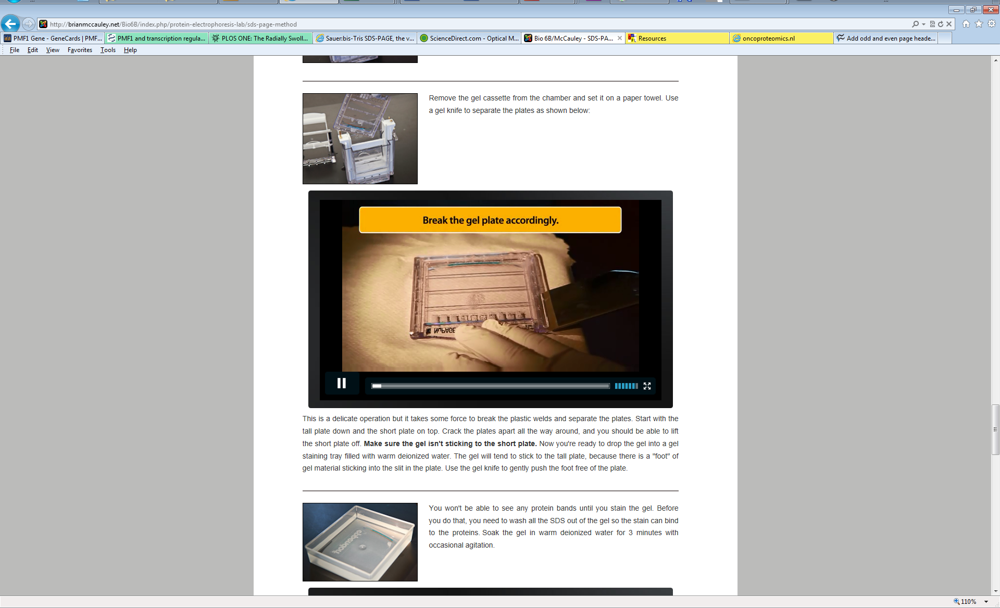 http://brianmccauley.net/Bio6B/index.php/protein-electrophoresis-lab/sds-page-method
PMF1 Gene - GeneCards | PMF...
PMF1 and transcription regula...
PLOS ONE: The Radially Swoll...
Sauer:bis-Tris SDS-PAGE, the v...
ScienceDirect.com - Optical M...
Bio 6B/McCauley - SDS-PA...
Resources
oncoproteomics.nl
Add odd and even page heade...
File Edit View Favorites Tools Help
Remove the gel cassette from the chamber and set it on a paper towel. Use
a gel knife to separate the plates as shown below:
Break the gel plate accordingly.
NuPAGE
This is a delicate operation but it takes some force to break the plastic welds and separate the plates. Start with the
tall plate down and the short plate on top. Crack the plates apart all the way around, and you should be able to lift
the short plate off. Make sure the gel isn't sticking to the short plate. Now you're ready to drop the gel into a gel
staining tray filled with warm deionized water. The gel will tend to stick to the tall plate, because there is a "foot" of
gel material sticking into the slit in the plate. Use the gel knife to gently push the foot free of the plate.
You won't be able to see any protein bands until you stain the gel. Before
you do that, you need to wash all the SDS out of the gel so the stain can bind
to the proteins. Soak the gel in warm deionized water for 3 minutes with
occasional agitation.
eppendorf
110%